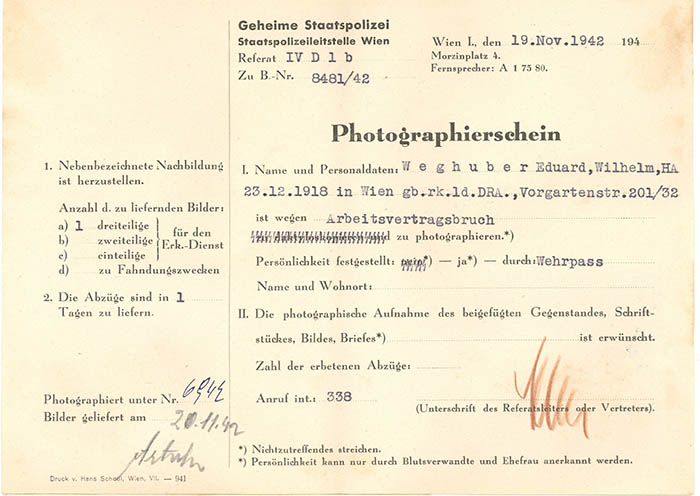 Geheime Staatspolizei
Staatspolizeileitstelle Wien
Referat IV D 1 b
Zu B.-Nr. 8481/42
Wien I., den 19.Nov.1942 194
Morzinplatz 4.
Fernsprecher: A 1 75 80.
Photographierschein
1. Nebenbezeichnete Nachbildung
ist herzustellen.
Anzahl d. zu liefernden Bilder:
a) 1 dreiteilige
b) zweiteilige
c) einteilige
für den
Erk.-Dienst
d) zu Fahndungszwecken
2. Die Abzüge sind in 1
Tagen zu liefern.
Photographiert unter Nr.
Bilder geliefert am 20.11.42
I. Name und Personaldaten: Weghuber Eduard,Wilhelm,HA
23.12.1918 in Wien gb.rk.ld.DRA.,Vorgartenstr.201/32
ist wegen Arbeitsvertragsbruch
zu photographieren.*)
Persönlichkeit festgestellt: nein*) — ja*) — durch: Wehrpass
Name und Wohnort:
II. Die photographische Aufnahme des beigefügten Gegenstandes, Schrift-
stückes, Bildes, Briefes*) ist erwünscht.
Zahl der erbetenen Abzüge:
Anruf int.: 338
(Unterschrift des Referatsleiters oder Vertreters).
*) Nichtzutreffendes streichen.
*) Persönlichkeit kann nur durch Blutsverwandte und Ehefrau anerkannt werden.
Druck v. Hans School, Wien, VII. — 941